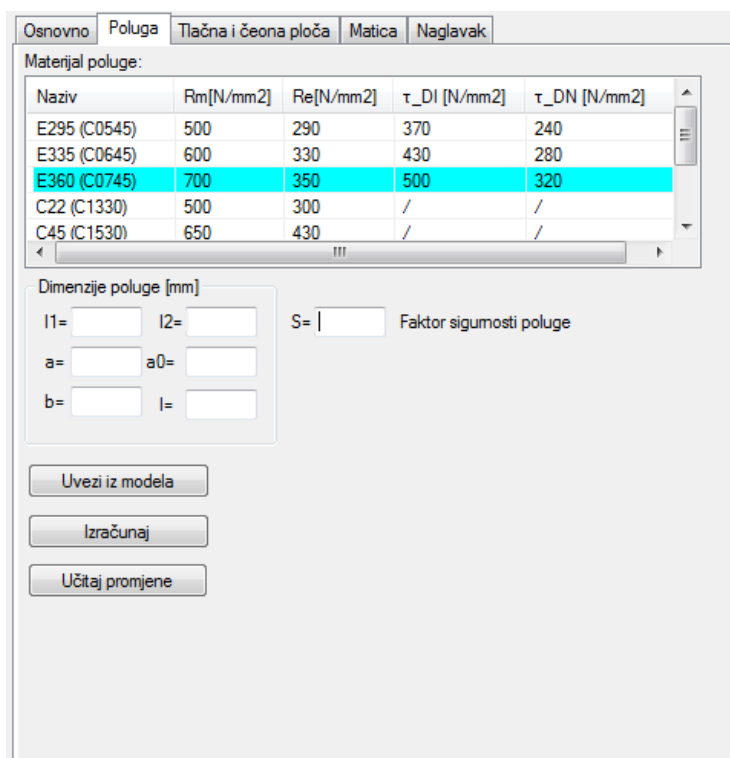 Osnovno Poluga Tlačna i čeona ploča Matica Naglavak
Materijal poluge:
Naziv Rm[N/mm2] Re[N/mm2] τ_DI [N/mm2] τ_DN [N/mm2]
E295 (C0545) 500 290 370 240
E335 (C0645) 600 330 430 280
E360 (C0745) 700 350 500 320
C22 (C1330) 500 300 / /
C45 (C1530) 650 430 / /
Dimenzije poluge [mm]
l1= l2= S= Faktor sigurnosti poluge
a= a0=
b= l=
Uvezi iz modela
Izračunaj
Učitaj promjene